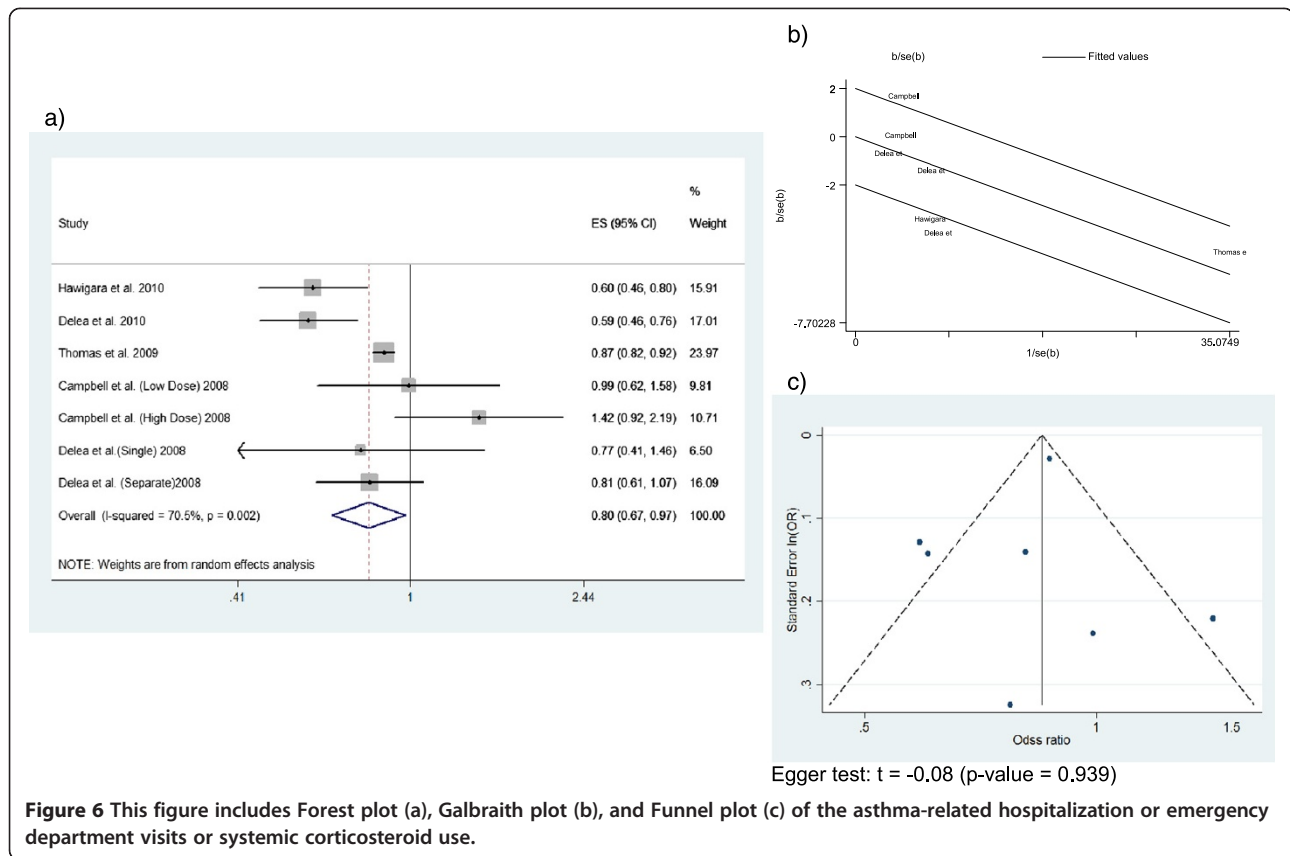 a)
%
Study ES (95% CI) Weight
Hawigara et al. 2010 0.60 (0.46, 0.80) 15.91
Delea et al. 2010 0.59 (0.46, 0.76) 17.01
Thomas et al. 2009 0.87 (0.82, 0.92) 23.97
Campbell et al. (Low Dose) 2008 0.99 (0.62, 1.58) 9.81
Campbell et al. (High Dose) 2008 1.42 (0.92, 2.19) 10.71
Delea et al.(Single) 2008 0.77 (0.41, 1.46) 6.50
Delea et al. (Separate)2008 0.81 (0.61, 1.07) 16.09
Overall (I-squared = 70.5%, p = 0.002) 0.80 (0.67, 0.97) 100.00
NOTE: Weights are from random effects analysis
.41 1 2.44
b)
b/se(b) Fitted values
2
0
-2
-7.70228
b/se(b)
Campbell
Campbell
Delea et
Delea et
Hawigara
Delea et
Thomas e
0 35.0749
1/se(b)
c)
0
.1
.2
.3
Standard Error ln(OR)
.5 1 1.5
Odss ratio
Egger test: t = -0.08 (p-value = 0.939)
Figure 6 This figure includes Forest plot (a), Galbraith plot (b), and Funnel plot (c) of the asthma-related hospitalization or emergency
department visits or systemic corticosteroid use.